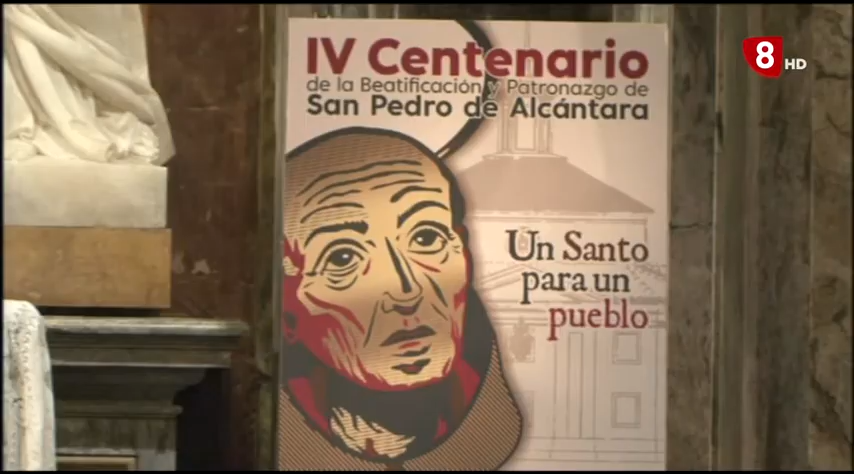 IV Centenario
de la Beatificación y Patronazgo de
San Pedro de Alcántara
Un Santo
para un
pueblo
8 HD